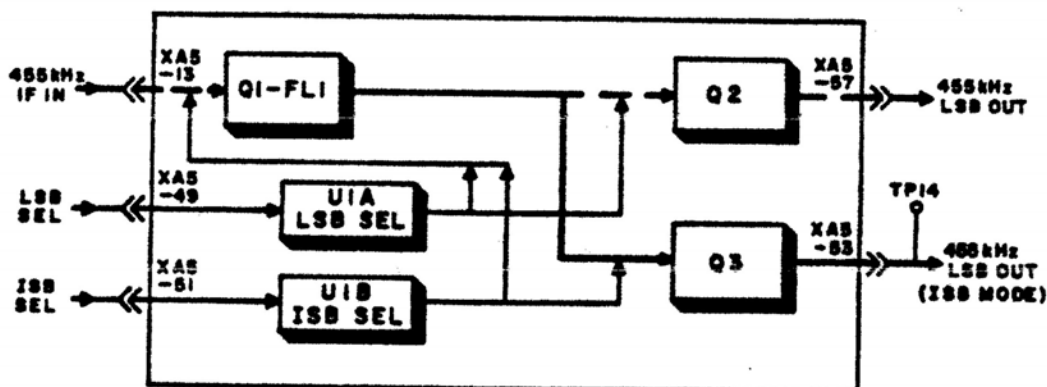 455kHz
IF IN
XA5
-13
Q1-FL1
Q2
XA5
-57
455kHz
LSB OUT
LSB
SEL
XA5
-49
U1A
LSB SEL
TP14
ISB
SEL
XA5
-51
U1B
ISB SEL
Q3
XA5
-53
455kHz
LSB OUT
(ISB MODE)